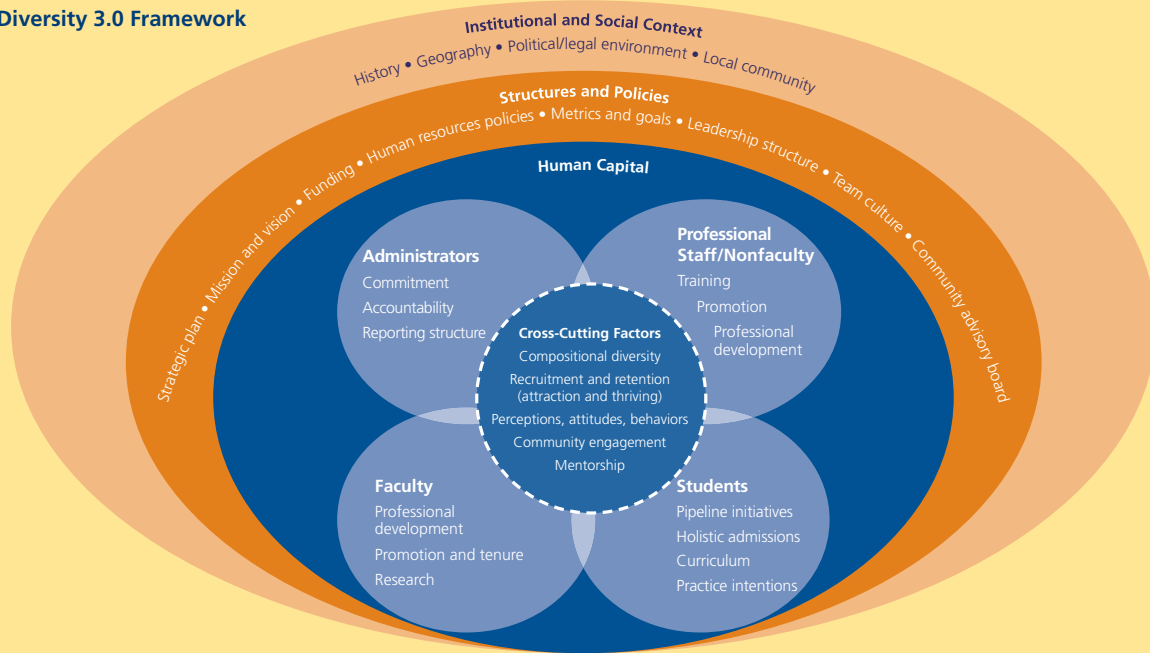 Diversity 3.0 Framework
Institutional and Social Context
History • Geography • Political/legal environment • Local community
Structures and Policies
Strategic plan • Mission and vision • Funding • Human resources policies • Metrics and goals • Leadership structure • Team culture • Community advisory board
Human Capital
Administrators
Commitment
Accountability
Reporting structure
Professional
Staff/Nonfaculty
Training
Promotion
Professional
development
Cross-Cutting Factors
Compositional diversity
Recruitment and retention
(attraction and thriving)
Perceptions, attitudes, behaviors
Community engagement
Mentorship
Faculty
Professional
development
Promotion and tenure
Research
Students
Pipeline initiatives
Holistic admissions
Curriculum
Practice intentions